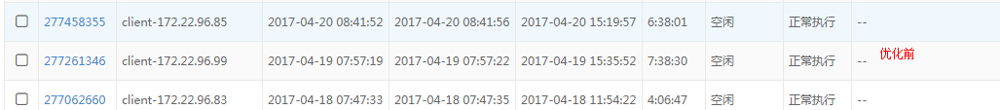 277458355 client-172.22.96.85 2017-04-20 08:41:52 2017-04-20 08:41:56 2017-04-20 15:19:57 6:38:01 空闲 正常执行 --
277261346 client-172.22.96.99 2017-04-19 07:57:19 2017-04-19 07:57:22 2017-04-19 15:35:52 7:38:30 空闲 正常执行 -- 优化前
277062660 client-172.22.96.83 2017-04-18 07:47:33 2017-04-18 07:47:35 2017-04-18 11:54:22 4:06:47 空闲 正常执行 --